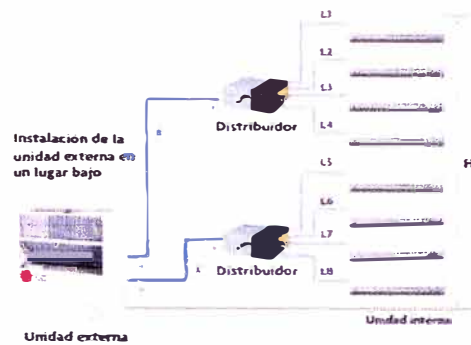 L3
L2
L3
Distribuidor
L4
Instalación de la
unidad externa en
un lugar bajo
L5
H
L6
L7
Distribuidor
L8
Unidad interna
Unidad externa